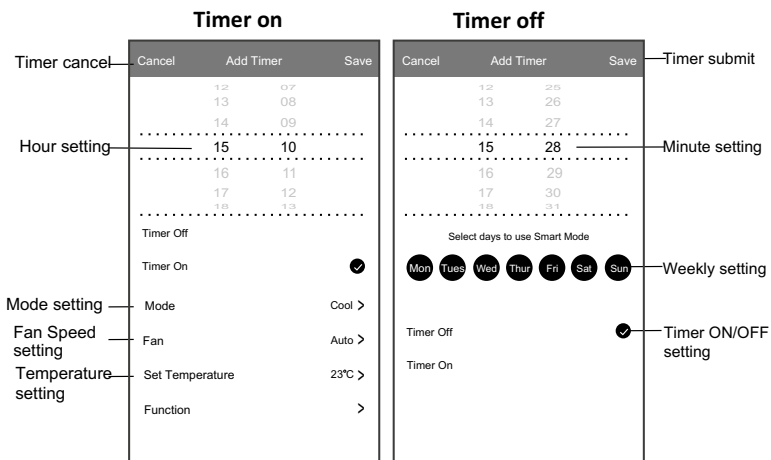 Timer on
Timer off
Timer cancel
Cancel Add Timer Save
12 07
13 08
14 09
Hour setting
15 10
16 11
17 12
18 13
Timer Off
Timer On
Mode setting
Mode Cool >
Fan Speed
setting
Fan Auto >
Temperature
setting
Set Temperature 23°C >
Function >
Cancel Add Timer Save
Timer submit
12 25
13 26
14 27
15 28
Minute setting
16 29
17 30
18 31
Select days to use Smart Mode
Mon Tues Wed Thur Fri Sat Sun
Weekly setting
Timer Off
Timer ON/OFF
setting
Timer On